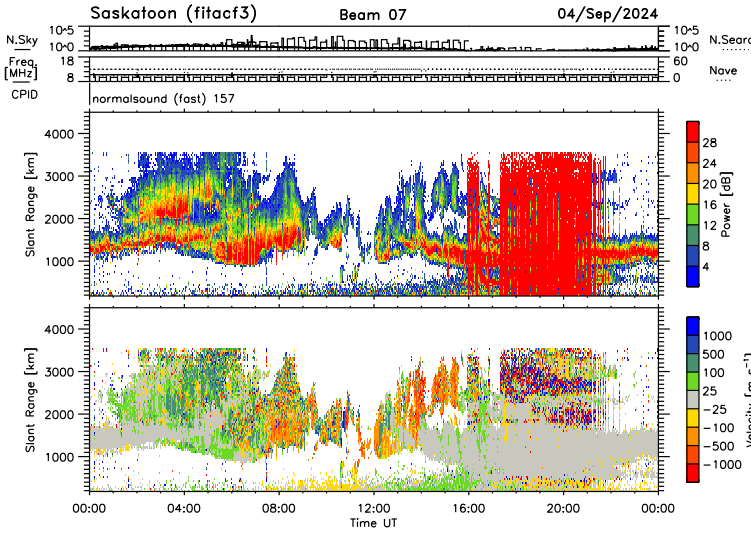 Saskatoon (fitacf3) Beam 07 04/Sep/2024
N.Sky 10^5 10^0 10^5 10^0 N.Searc
Freq. [MHz] 18 8 60 0 Nave
CPID normalsound (fast) 157
Slant Range [km] 4000 3000 2000 1000
28 24 20 16 12 8 4 Power [dB]
Slant Range [km] 4000 3000 2000 1000
1000 500 100 25 -25 -100 -500 -1000 Velocity [m s^-1]
00:00 04:00 08:00 12:00 16:00 20:00 00:00
Time UT